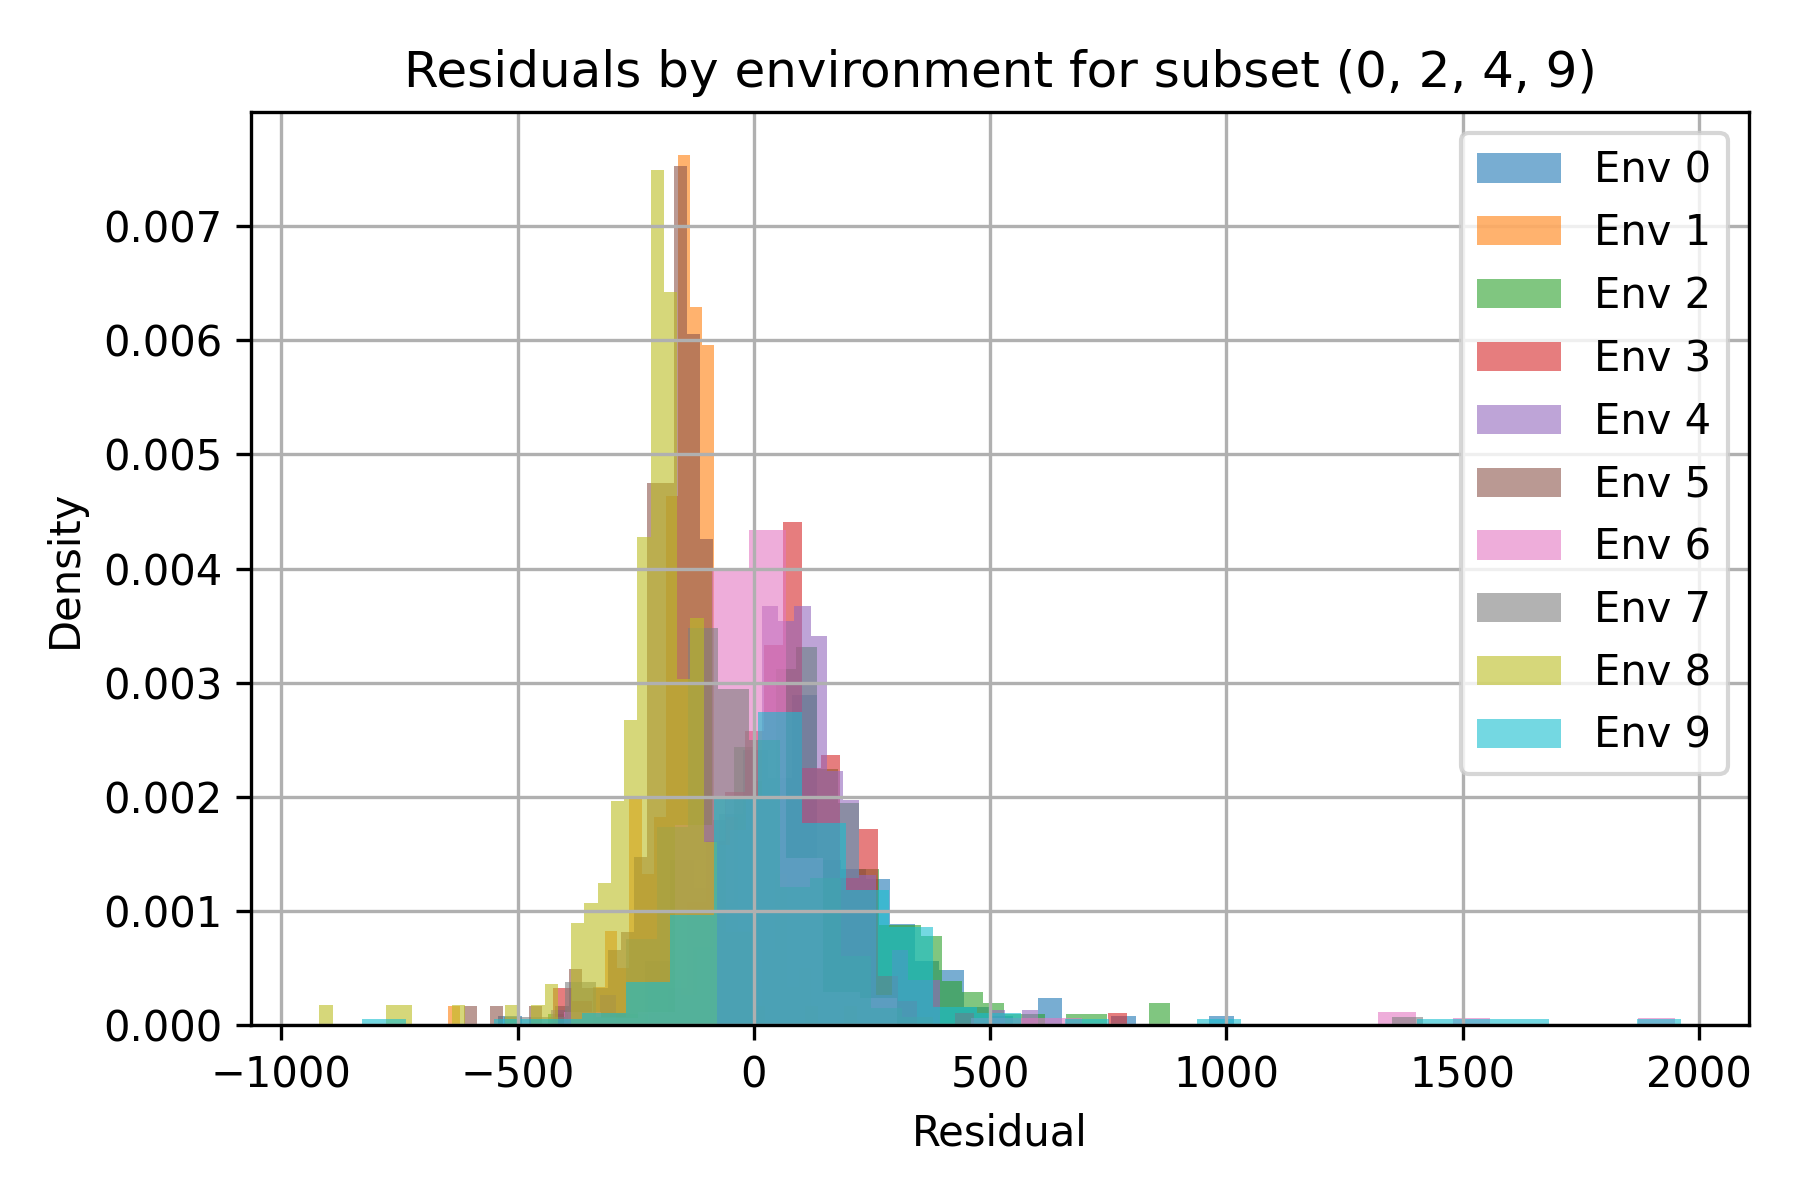 Residuals by environment for subset (0, 2, 4, 9)
Density
0.007
0.006
0.005
0.004
0.003
0.002
0.001
0.000
Env 0
Env 1
Env 2
Env 3
Env 4
Env 5
Env 6
Env 7
Env 8
Env 9
−1000 −500 0 500 1000 1500 2000
Residual